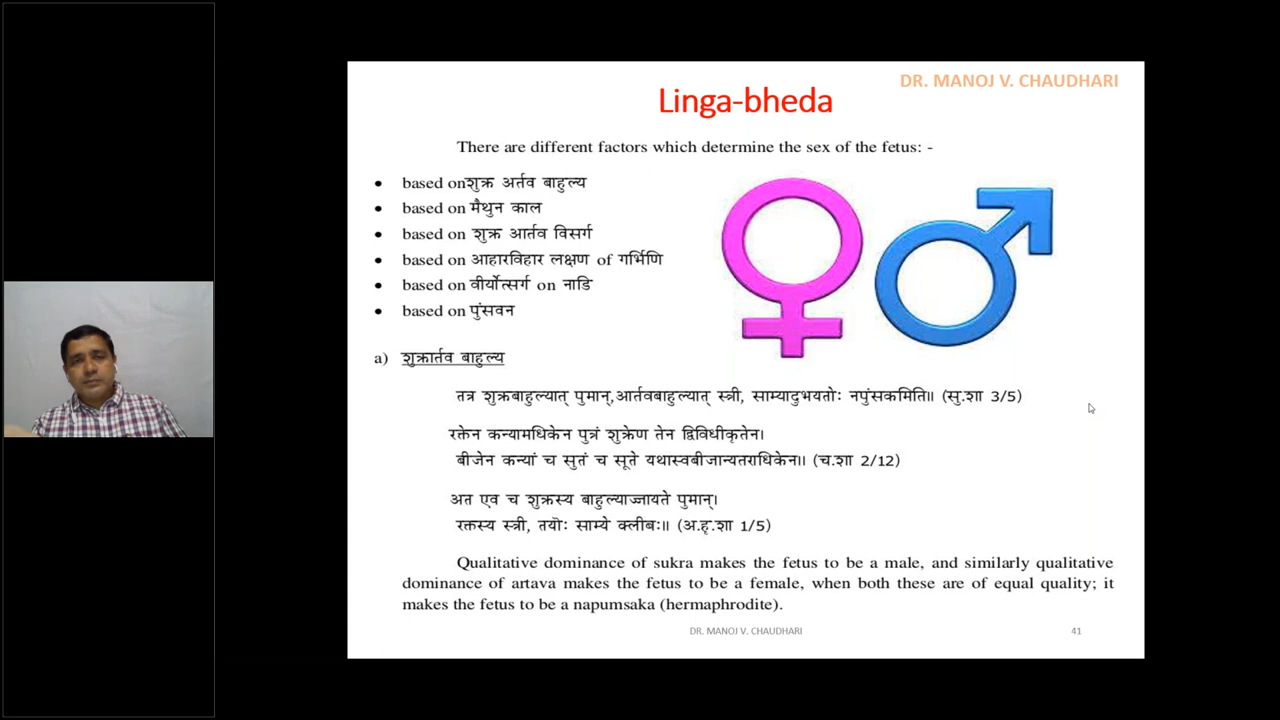 DR. MANOJ V. CHAUDHARI
Linga-bheda
There are different factors which determine the sex of the fetus: -
• based onशुक्र अर्तव बाहुल्य
• based on मैथुन काल
• based on शुक्र आर्तव विसर्ग
• based on आहारविहार लक्षण of गर्भिणि
• based on वीर्योत्सर्ग on नाडि
• based on पुंसवन
a) शुक्रार्तव बाहुल्य
तत्र शुक्रबाहुल्यात् पुमान्,आर्तवबाहुल्यात् स्त्री, साम्यादुभयतोः नपुंसकमिति॥ (सु.शा 3/5)
रक्तेन कन्यामधिकेन पुत्रं शुक्रेण तेन द्विविधीकृतेन।
बीजेन कन्यां च सुतं च सूते यथास्वबीजान्यतराधिकेन॥ (च.शा 2/12)
अत एव च शुक्रस्य बाहुल्याज्जायते पुमान्।
रक्तस्य स्त्री, तयोः साम्ये क्लीबः॥ (अ.हृ.शा 1/5)
Qualitative dominance of sukra makes the fetus to be a male, and similarly qualitative
dominance of artava makes the fetus to be a female, when both these are of equal quality; it
makes the fetus to be a napumsaka (hermaphrodite).
DR. MANOJ V. CHAUDHARI 41